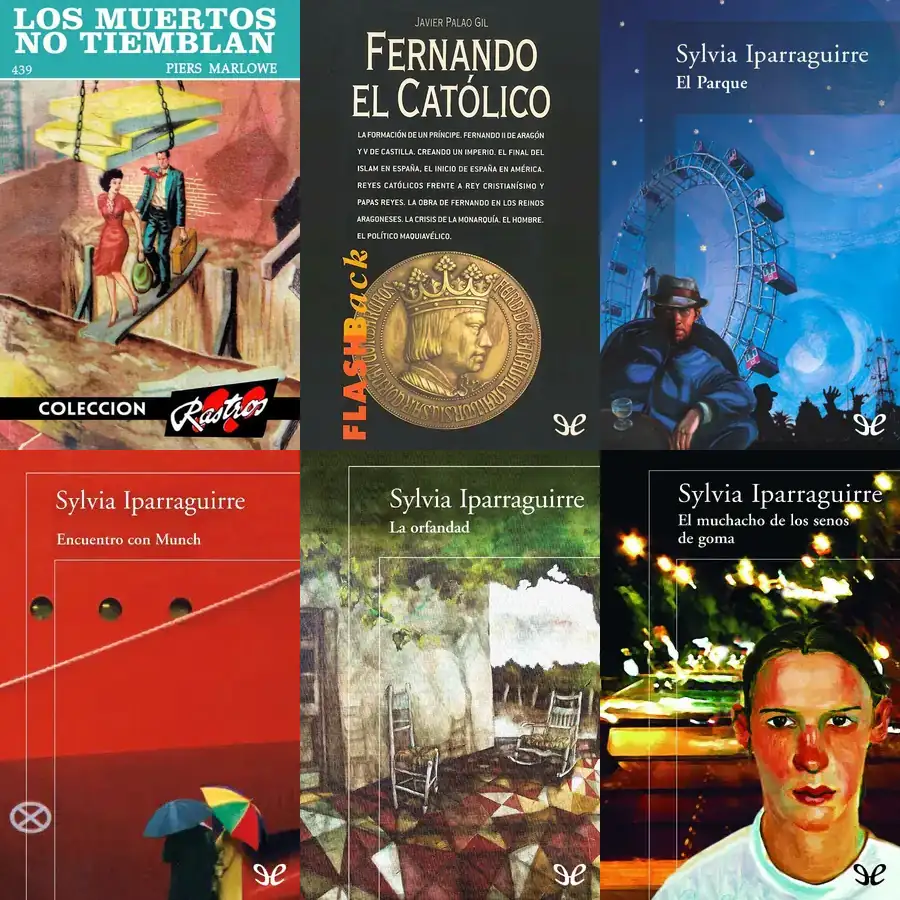 LOS MUERTOS
NO TIEMBLAN
439
PIERS MARLOWE
COLECCION
Rastros
JAVIER PALAO GIL
FERNANDO
EL CATÓLICO
LA FORMACIÓN DE UN PRÍNCIPE. FERNANDO II DE ARAGÓN
Y V DE CASTILLA. CREANDO UN IMPERIO. EL FINAL DEL
ISLAM EN ESPAÑA, EL INICIO DE ESPAÑA EN AMÉRICA.
REYES CATÓLICOS FRENTE A REY CRISTIANÍSIMO Y
PAPAS REYES. LA OBRA DE FERNANDO EN LOS REINOS
ARAGONESES. LA CRISIS DE LA MONARQUÍA. EL HOMBRE.
EL POLÍTICO MAQUIAVÉLICO.
FLASHBack
Sylvia Iparraguirre
El Parque
Sylvia Iparraguirre
Encuentro con Munch
Sylvia Iparraguirre
La orfandad
Sylvia Iparraguirre
El muchacho de los senos
de goma